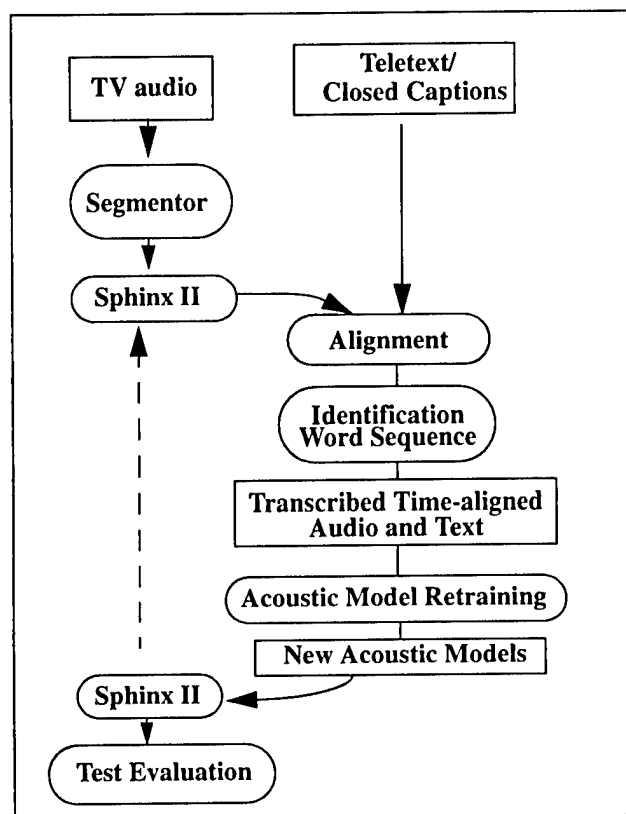 TV audio
Teletext/
Closed Captions
Segmentor
Sphinx II
Alignment
Identification
Word Sequence
Transcribed Time-aligned
Audio and Text
Acoustic Model Retraining
New Acoustic Models
Sphinx II
Test Evaluation